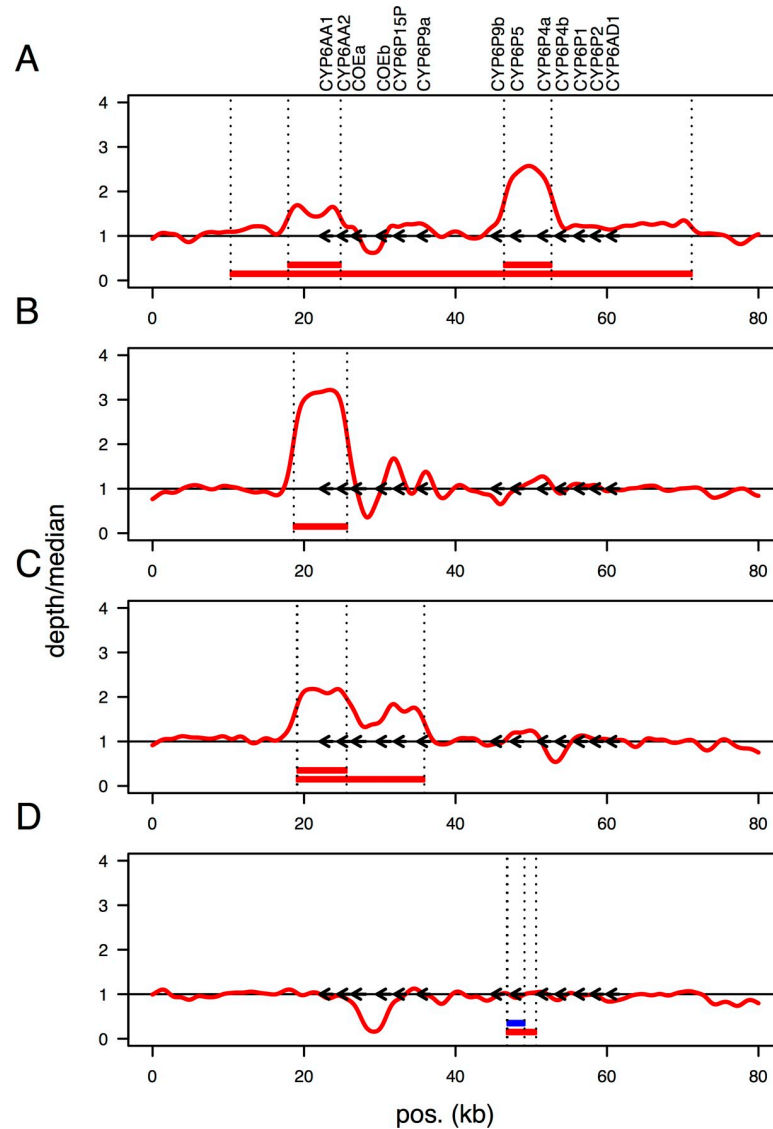 A
CYP6AA1
CYP6AA2
COEa
COEb
CYP6P15P
CYP6P9a
CYP6P9b
CYP6P5
CYP6P4a
CYP6P4b
CYP6P1
CYP6P2
CYP6AD1
4
3
2
1
0
0 20 40 60 80
B
4
3
2
1
0
0 20 40 60 80
C
4
3
2
1
0
0 20 40 60 80
D
4
3
2
1
0
0 20 40 60 80
depth/median
pos. (kb)